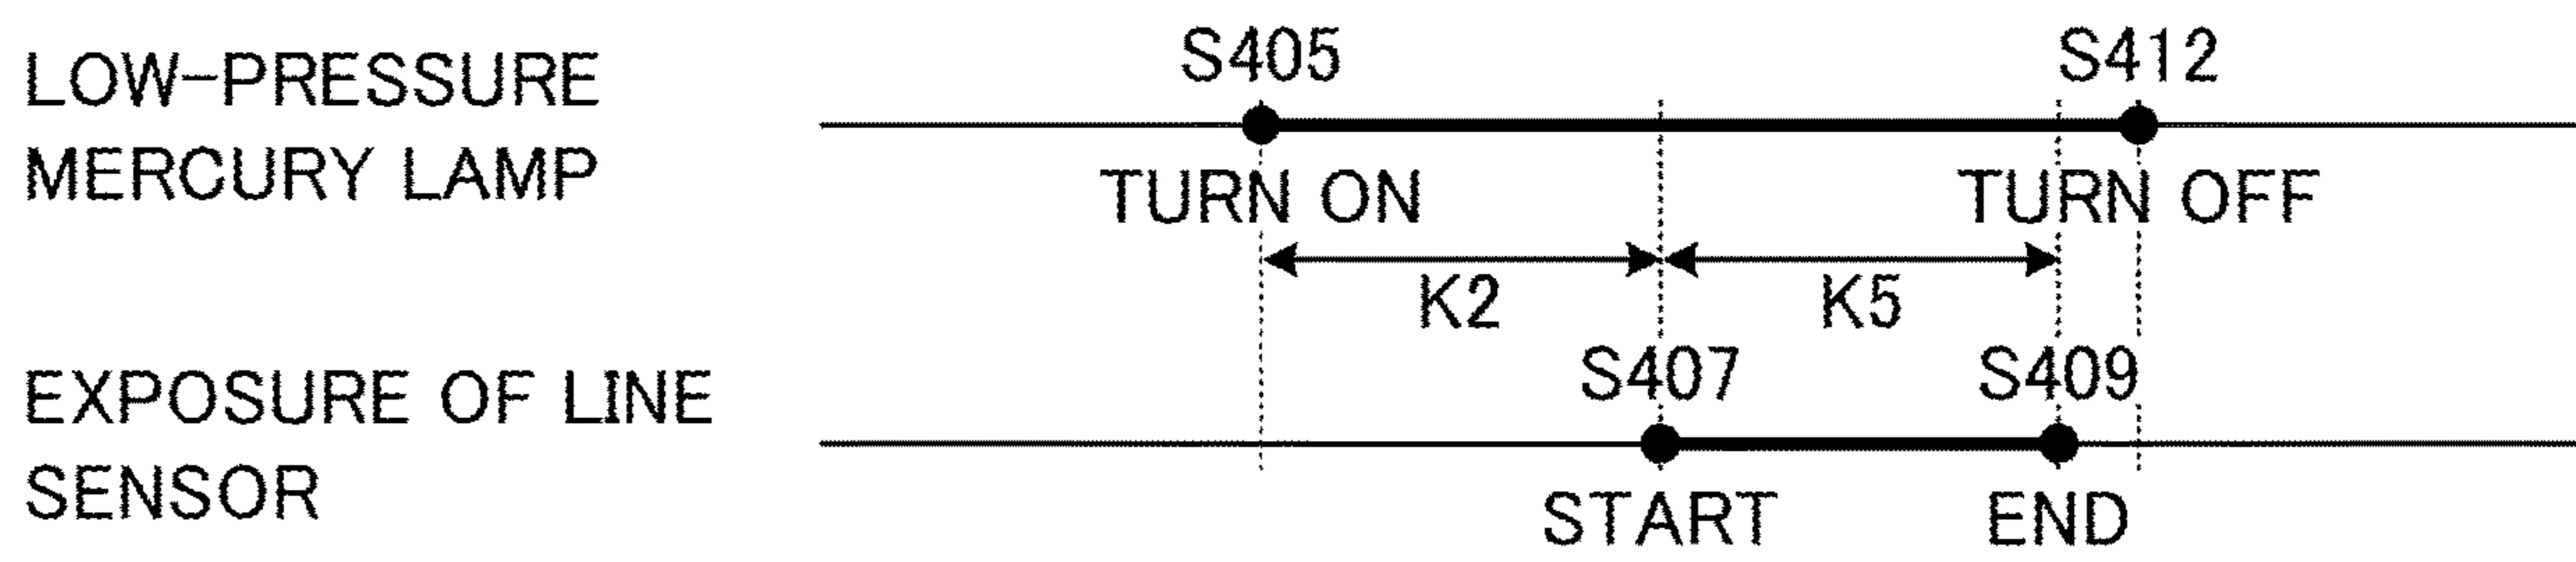 LOW-PRESSURE
MERCURY LAMP
S405
S412
TURN ON
TURN OFF
K2
K5
EXPOSURE OF LINE
SENSOR
S407
S409
START
END